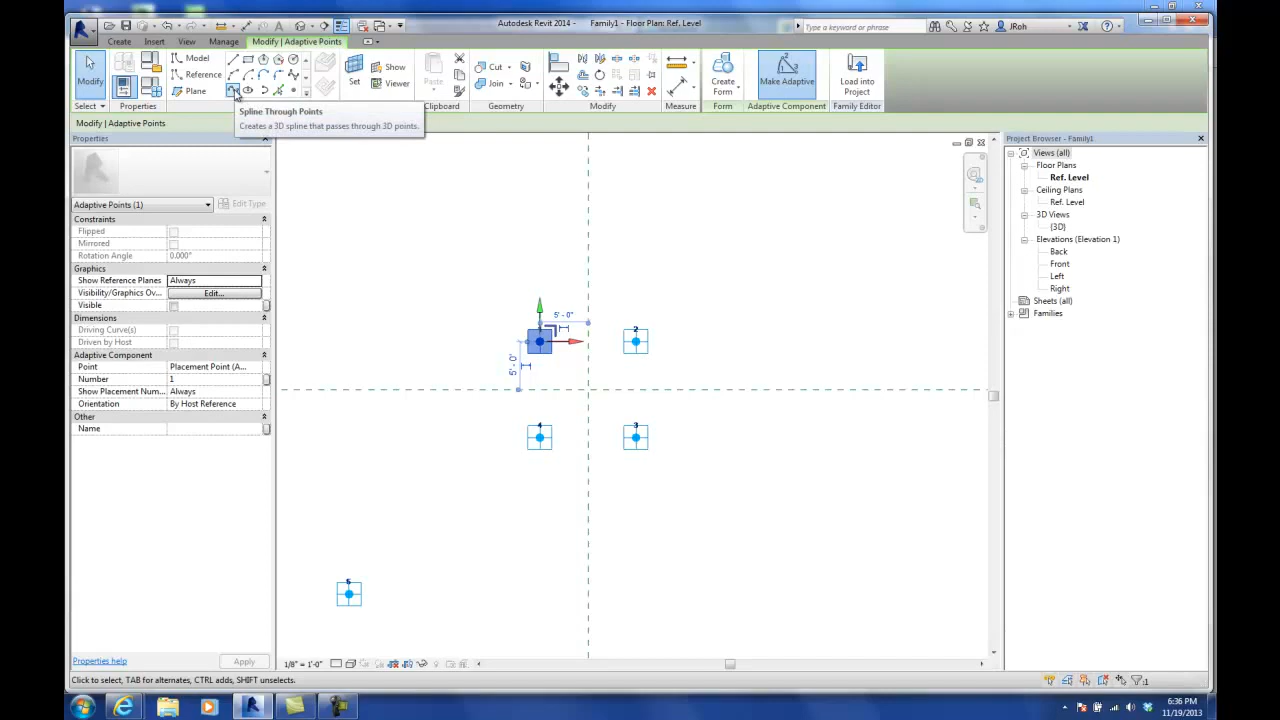 Autodesk Revit 2014 - Family1 - Floor Plan: Ref. Level
Type a keyword or phrase
JRoh
Create Insert View Manage Modify | Adaptive Points
Modify
Model
Reference
Plane
Set
Show
Viewer
Paste
Cut
Join
Create
Form
Make Adaptive
Load into
Project
Select
Properties
Clipboard
Geometry
Modify
Measure
Form
Adaptive Component
Family Editor
Spline Through Points
Creates a 3D spline that passes through 3D points.
Modify | Adaptive Points
Properties
Adaptive Points (1)
Edit Type
Constraints
Flipped
Mirrored
Rotation Angle 0.000°
Graphics
Show Reference Planes Always
Visibility/Graphics Ov... Edit...
Visible
Dimensions
Driving Curve(s)
Driven by Host
Adaptive Component
Point Placement Point (A...
Number 1
Show Placement Num... Always
Orientation By Host Reference
Other
Name
Properties help
Apply
5' - 0"
5' - 0"
2
4
3
5
1/8" = 1'-0"
Project Browser - Family1
Views (all)
Floor Plans
Ref. Level
Ceiling Plans
Ref. Level
3D Views
{3D}
Elevations (Elevation 1)
Back
Front
Left
Right
Sheets (all)
Families
Click to select, TAB for alternates, CTRL adds, SHIFT unselects.
:1
6:36 PM
11/19/2013